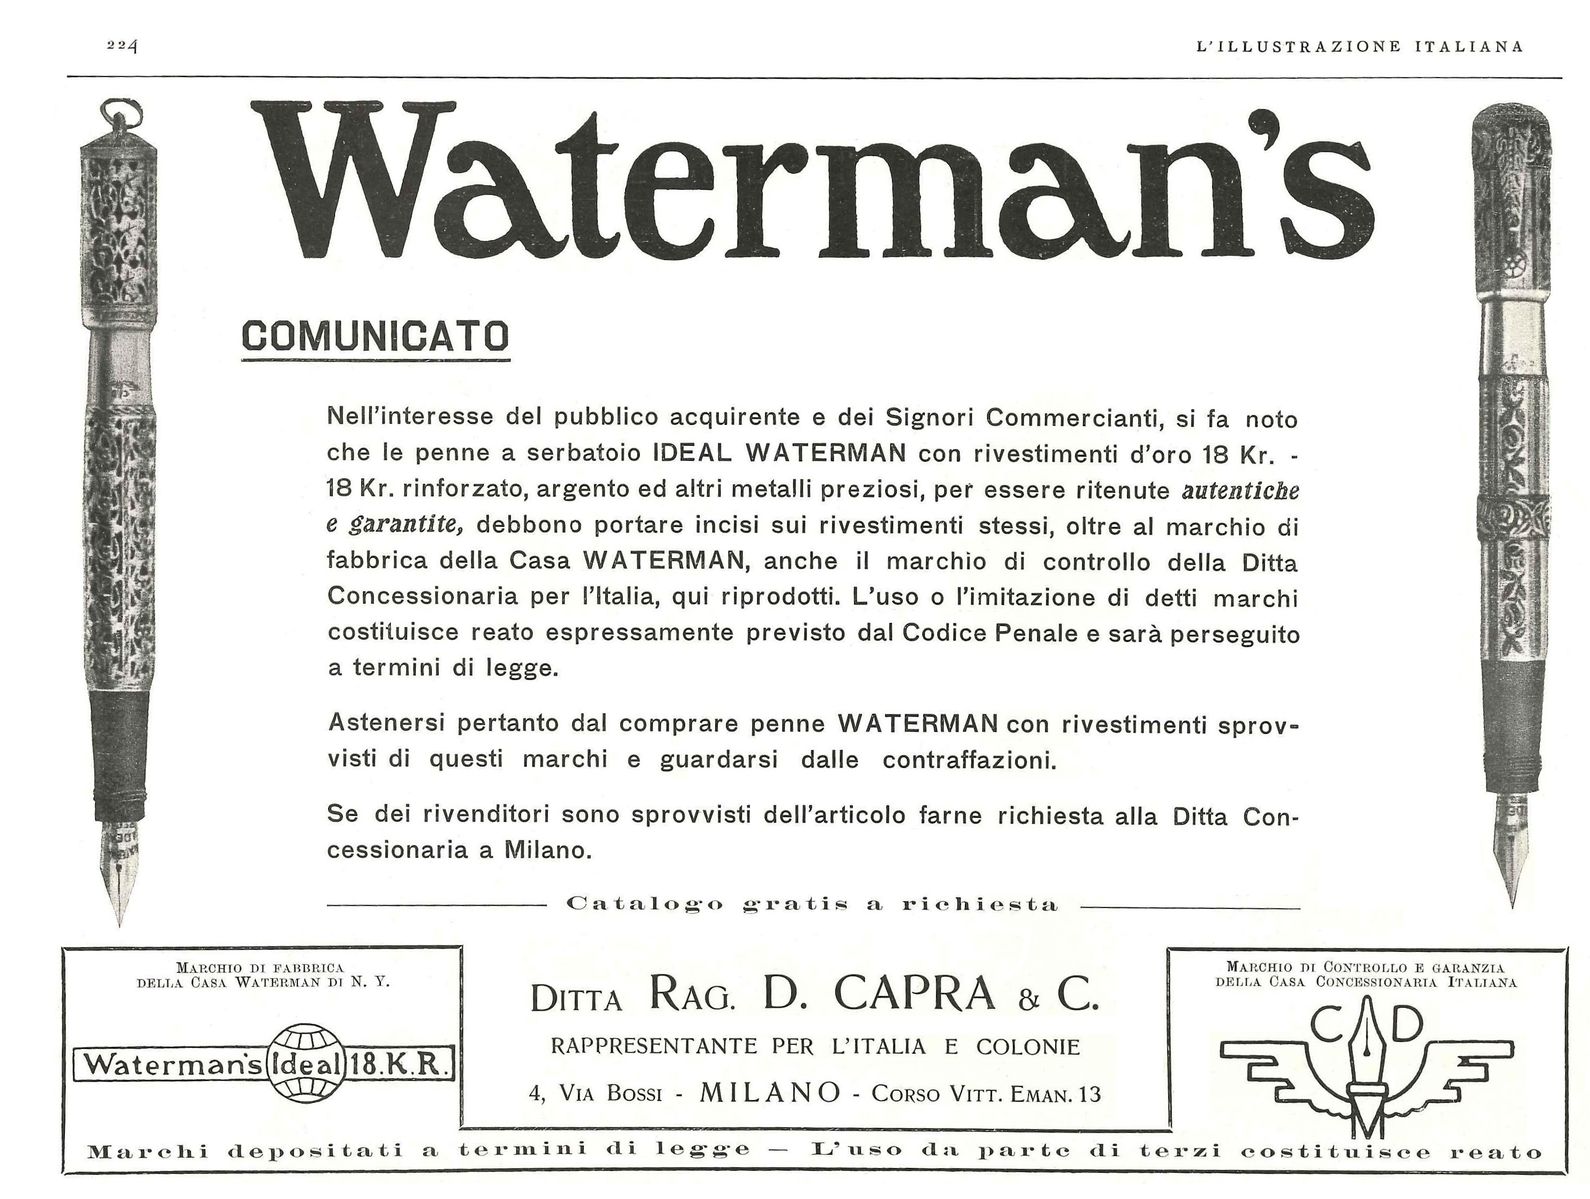 224
L'ILLUSTRAZIONE ITALIANA
Waterman's
COMUNICATO
Nell'interesse del pubblico acquirente e dei Signori Commercianti, si fa noto
che le penne a serbatoio IDEAL WATERMAN con rivestimenti d'oro 18 Kr. -
18 Kr. rinforzato, argento ed altri metalli preziosi, per essere ritenute autentiche
e garantite, debbono portare incisi sui rivestimenti stessi, oltre al marchio di
fabbrica della Casa WATERMAN, anche il marchio di controllo della Ditta
Concessionaria per l'Italia, qui riprodotti. L'uso o l'imitazione di detti marchi
costituisce reato espressamente previsto dal Codice Penale e sarà perseguito
a termini di legge.
Astenersi pertanto dal comprare penne WATERMAN con rivestimenti sprov-
visti di questi marchi e guardarsi dalle contraffazioni.
Se dei rivenditori sono sprovvisti dell'articolo farne richiesta alla Ditta Con-
cessionaria a Milano.
Catalogo gratis a richiesta
MARCHIO DI FABBRICA
DELLA CASA WATERMAN DI N. Y.
Waterman's Ideal 18.K.R.
DITTA RAG. D. CAPRA & C.
RAPPRESENTANTE PER L'ITALIA E COLONIE
4, VIA BOSSI - MILANO - CORSO VITT. EMAN. 13
MARCHIO DI CONTROLLO E GARANZIA
DELLA CASA CONCESSIONARIA ITALIANA
C D
M
Marchi depositati a termini di legge — L'uso da parte di terzi costituisce reato